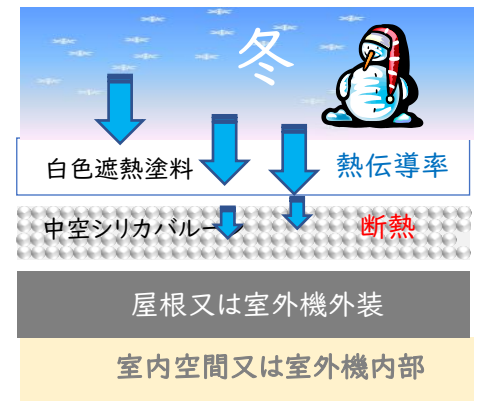 冬
白色遮熱塗料 熱伝導率
中空シリカバルーン 断熱
屋根又は室外機外装
室内空間又は室外機内部